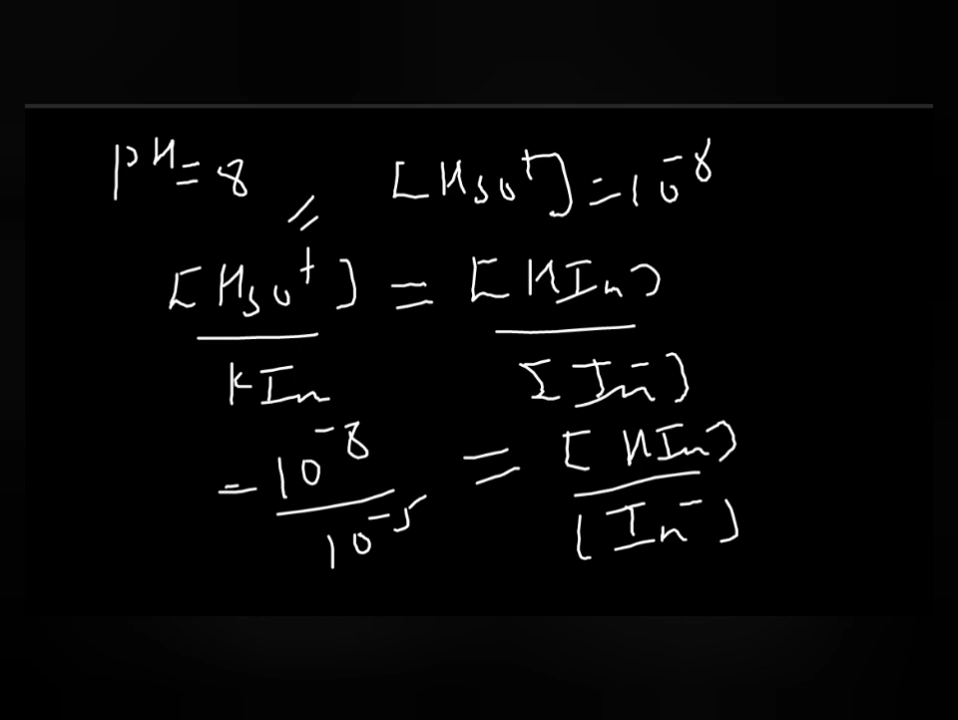 PH=8 // [H3O+]=10^-8
[H3O+] / KIn = [HIn] / [In-]
= 10^-8 / 10^-5 = [HIn] / [In-]